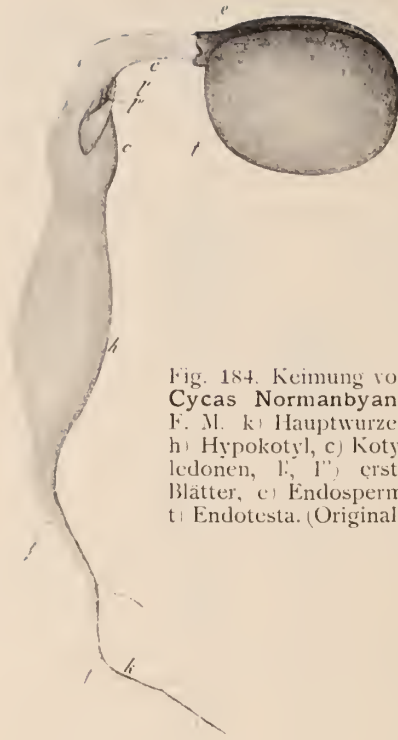 e
c
l'
l''
c
t
h
k
Fig. 184. Keimung vo
Cycas Normanbyan
F. M. k) Hauptwurze
h) Hypokotyl, c) Koty
ledonen, l', l'') erst
Blätter, e) Endosperm
t) Endotesta. (Original